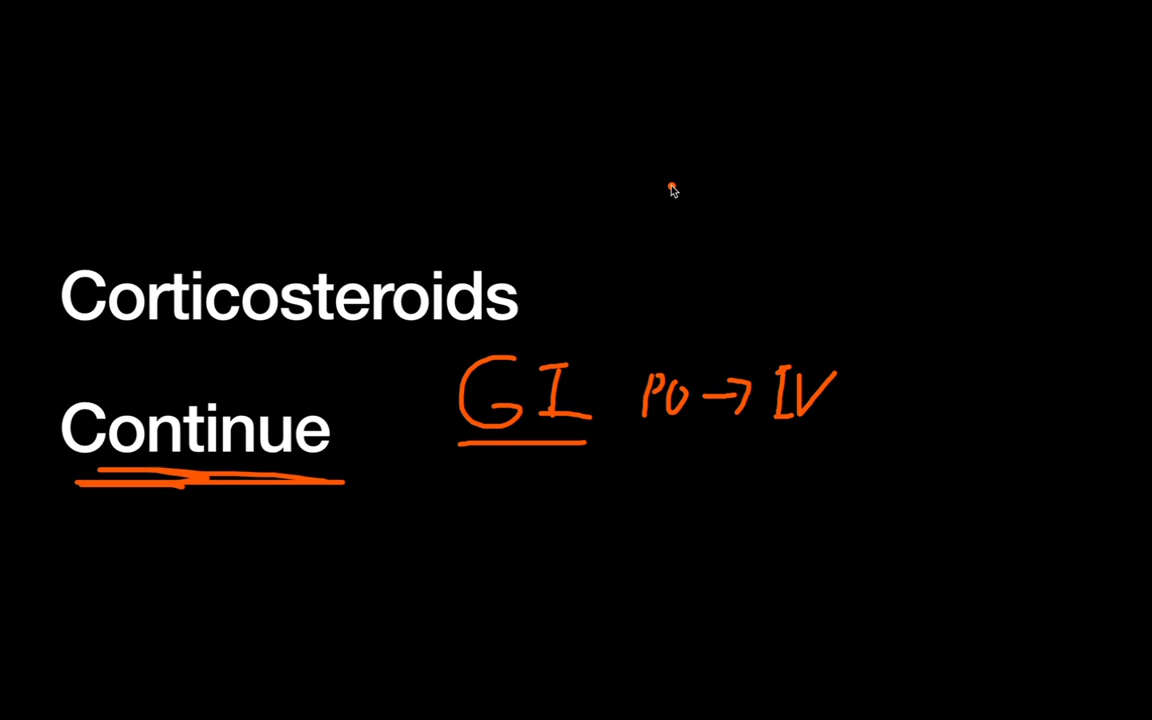 Corticosteroids
GI PO → IV
Continue